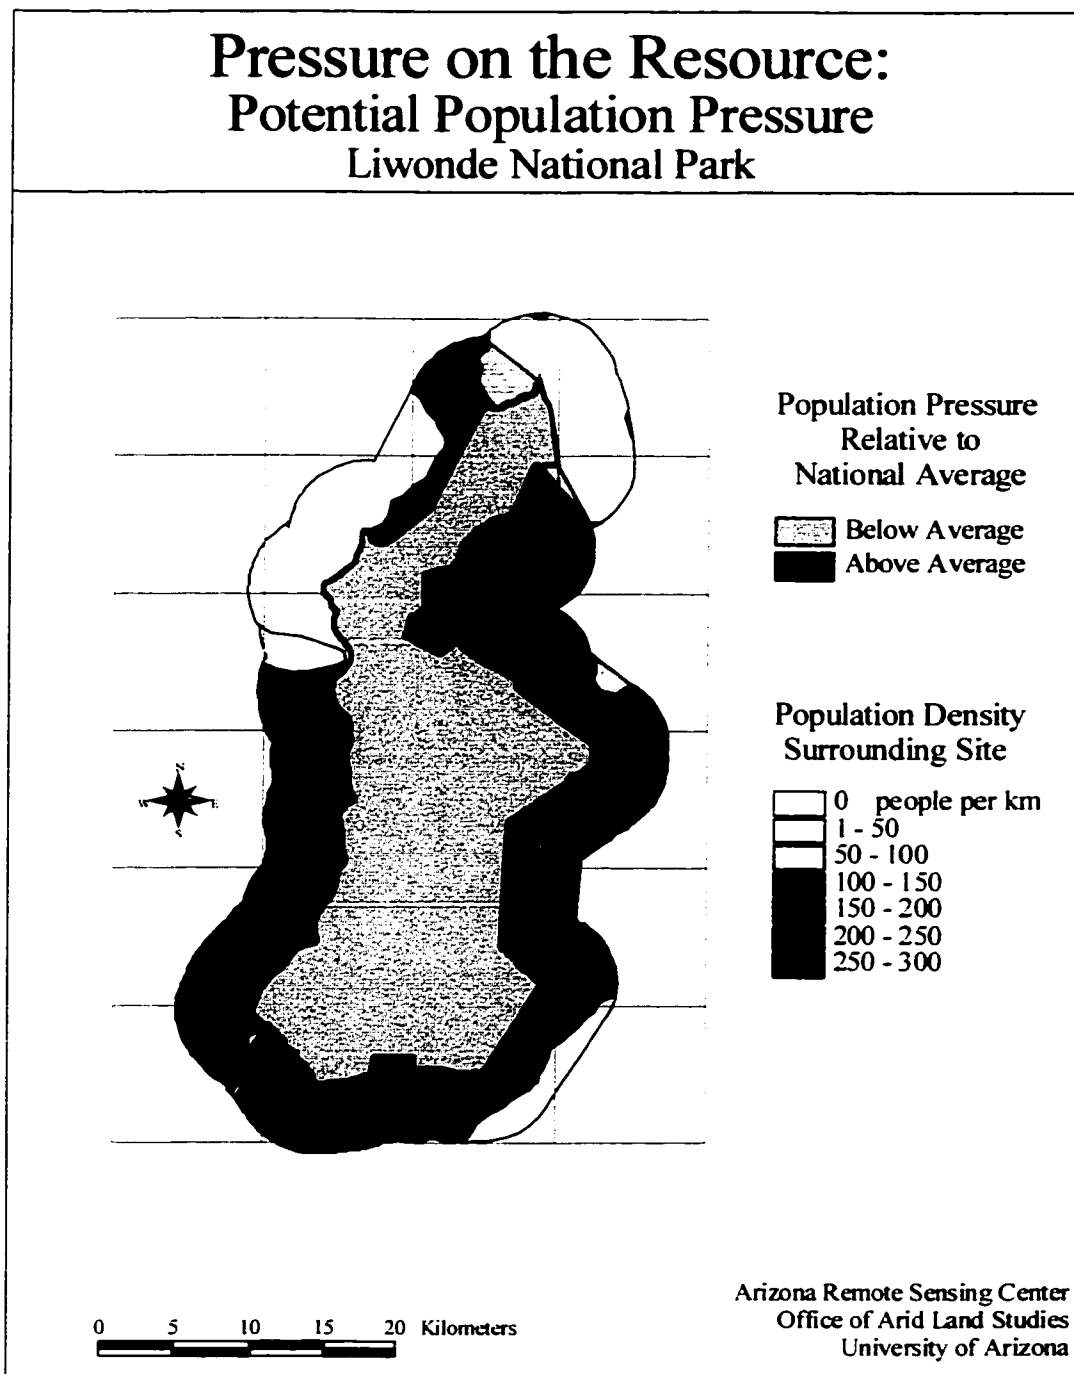 Pressure on the Resource:
Potential Population Pressure
Liwonde National Park
Population Pressure
Relative to
National Average
Below Average
Above Average
Population Density
Surrounding Site
0 people per km
1 - 50
50 - 100
100 - 150
150 - 200
200 - 250
250 - 300
N
W E
S
0 5 10 15 20 Kilometers
Arizona Remote Sensing Center
Office of Arid Land Studies
University of Arizona